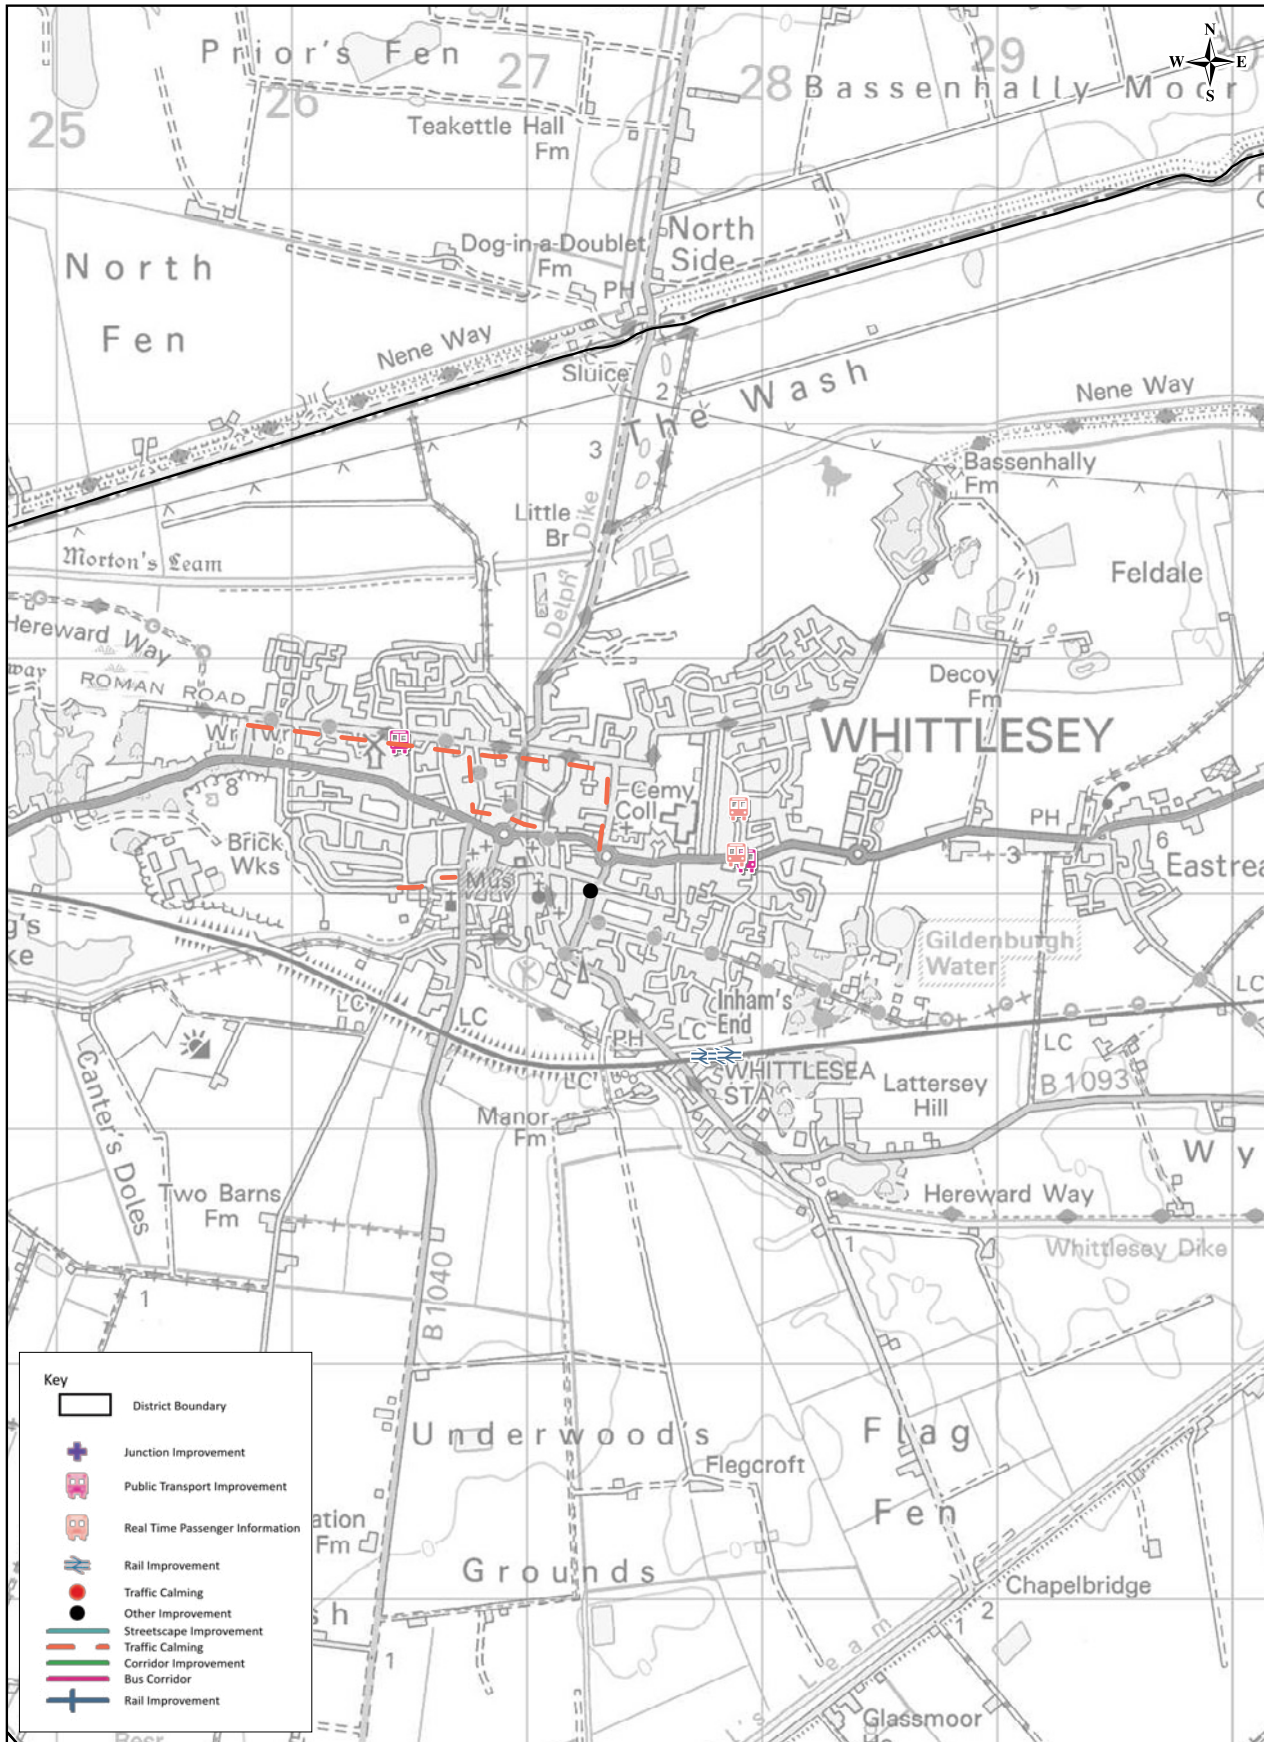 N
W E
S
Prior's Fen
27
29
28
Bassenhally Moor
26
25
Teakettle Hall
Fm
North
Side
Dog-in-a-Doublet
Fm
PH
North
Fen
Nene Way
Sluice
2
The Wash
Nene Way
3
Bassenhally
Fm
Little
Br
Dike
Delph
Morton's Leam
Feldale
Hereward Way
way
ROMAN ROAD
Decoy
Fm
WHITTLESEY
Wr
Wr
8
Cemy
Coll
PH
Brick
Wks
3
6
Mus
Gildenburgh
Water
LC
LC
LC
Inham's
End
PH
LC
LC
LC
WHITTLESEA
STA
Lattersey
Hill
B 1093
Manor
Fm
Canter's Doles
Two Barns
Fm
Hereward Way
1
Whittlesey Dike
1
B 1040
Key
District Boundary
Junction Improvement
Public Transport Improvement
Real Time Passenger Information
Rail Improvement
Traffic Calming
Other Improvement
Streetscape Improvement
Traffic Calming
Corridor Improvement
Bus Corridor
Rail Improvement
Underwood's
Grounds
Flag
Fen
Flegcroft
Fm
Chapelbridge
2
1
1
Leam
Glassmoor